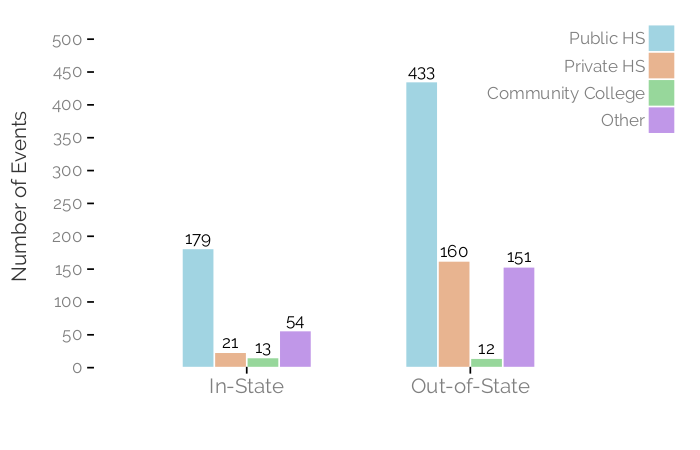 Number of Events
500
450
400
350
300
250
200
150
100
50
0
Public HS
Private HS
Community College
Other
179
21
13
54
433
160
12
151
In-State
Out-of-State